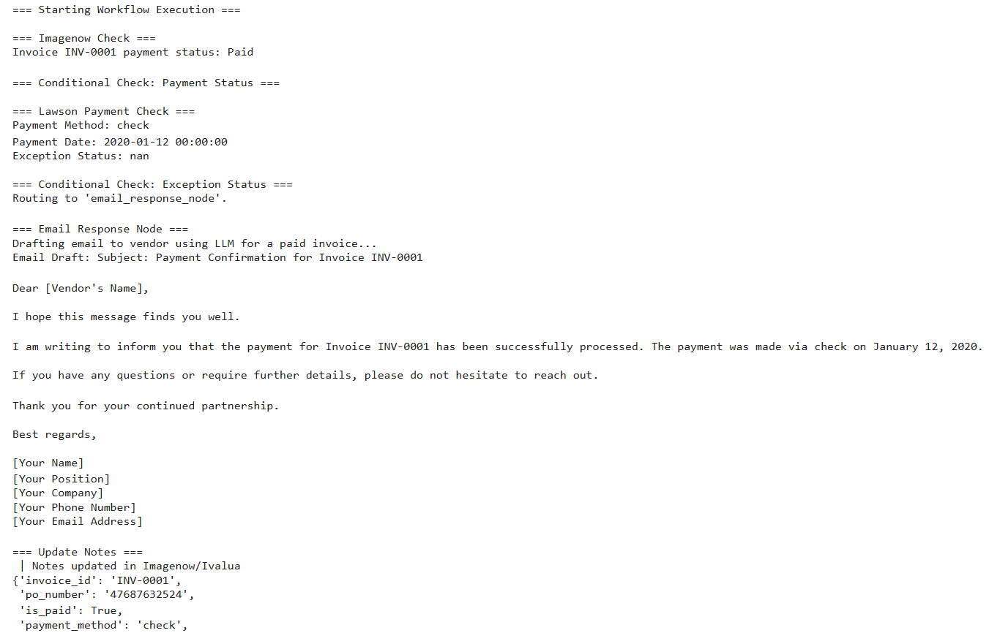 === Starting Workflow Execution ===
=== Imagenow Check ===
Invoice INV-0001 payment status: Paid
=== Conditional Check: Payment Status ===
=== Lawson Payment Check ===
Payment Method: check
Payment Date: 2020-01-12 00:00:00
Exception Status: nan
=== Conditional Check: Exception Status ===
Routing to 'email_response_node'.
=== Email Response Node ===
Drafting email to vendor using LLM for a paid invoice...
Email Draft: Subject: Payment Confirmation for Invoice INV-0001
Dear [Vendor's Name],
I hope this message finds you well.
I am writing to inform you that the payment for Invoice INV-0001 has been successfully processed. The payment was made via check on January 12, 2020.
If you have any questions or require further details, please do not hesitate to reach out.
Thank you for your continued partnership.
Best regards,
[Your Name]
[Your Position]
[Your Company]
[Your Phone Number]
[Your Email Address]
=== Update Notes ===
 | Notes updated in Imagenow/Ivalua
{'invoice_id': 'INV-0001',
 'po_number': '47687632524',
 'is_paid': True,
 'payment_method': 'check',